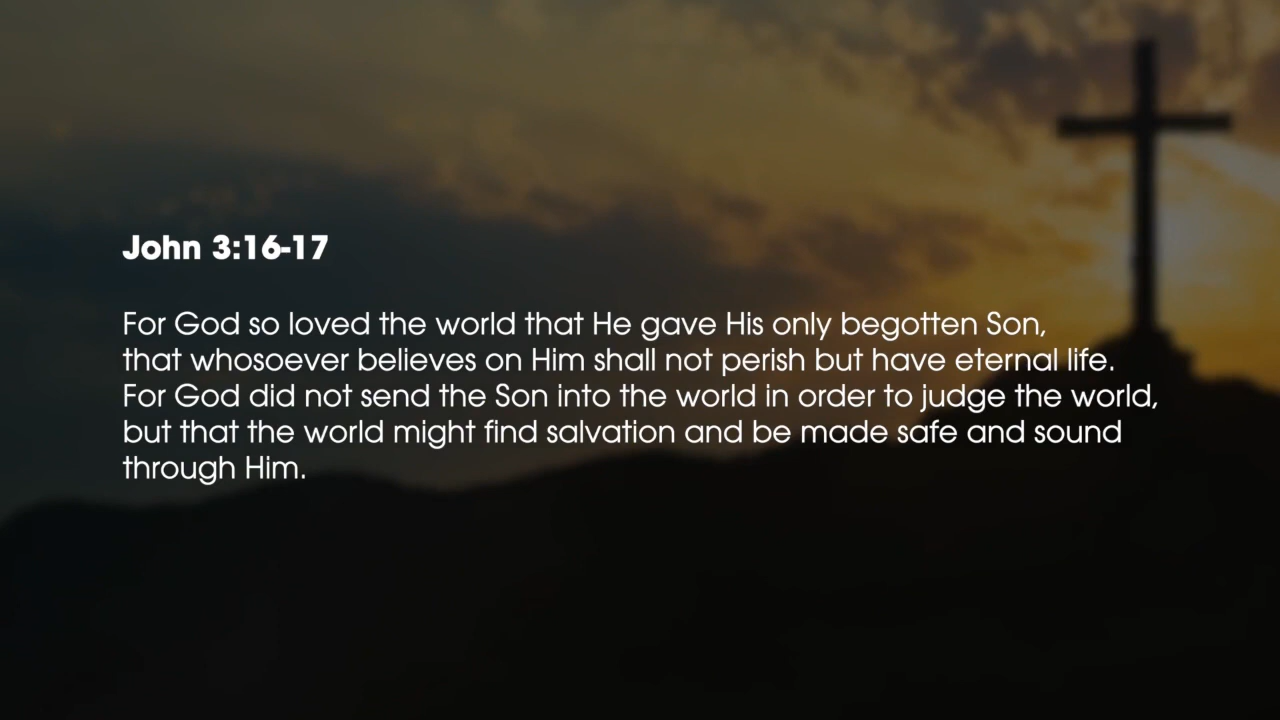 John 3:16-17
For God so loved the world that He gave His only begotten Son,
that whosoever believes on Him shall not perish but have eternal life.
For God did not send the Son into the world in order to judge the world,
but that the world might find salvation and be made safe and sound
through Him.